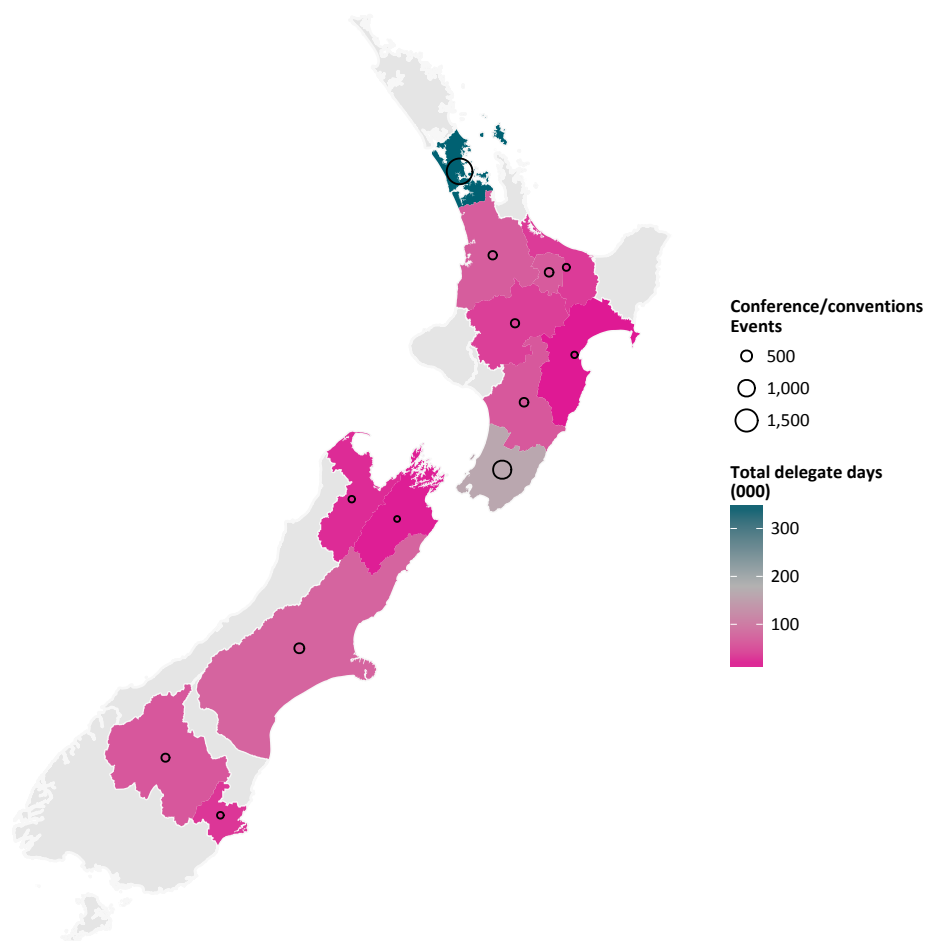 Conference/conventions
Events
500
1,000
1,500
Total delegate days
(000)
300
200
100